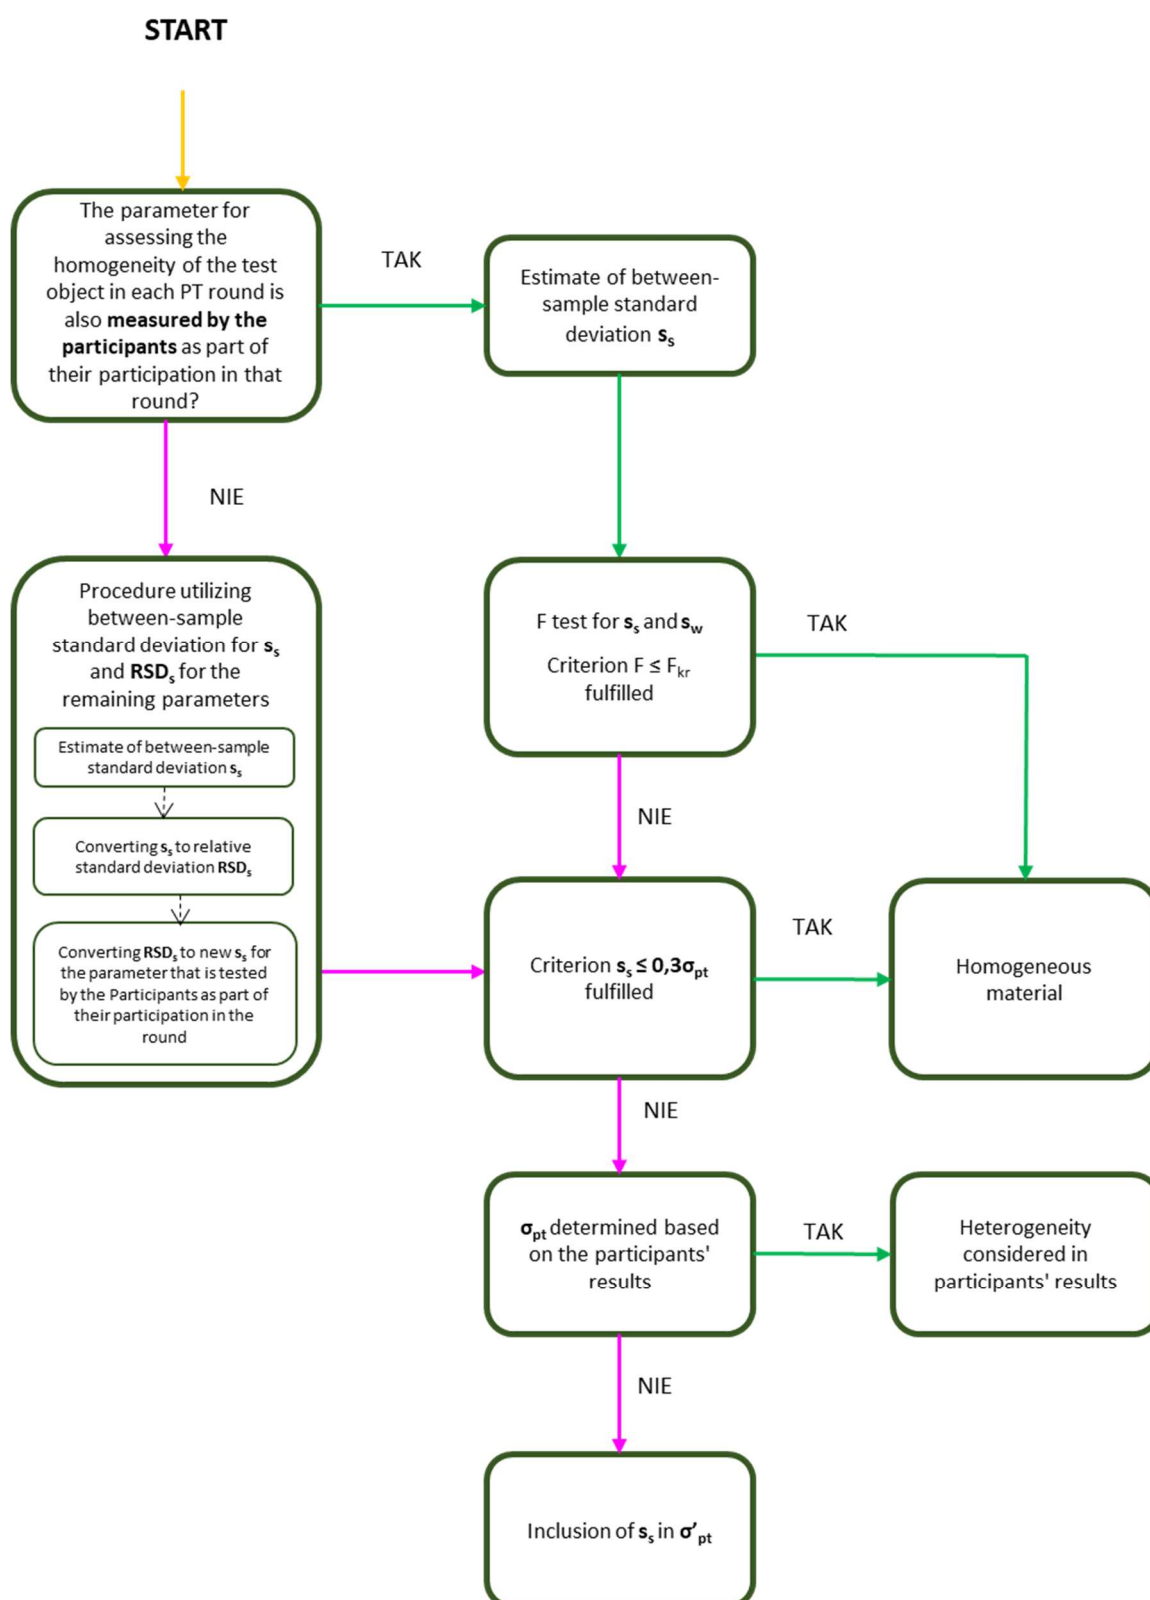 START
The parameter for
assessing the
homogeneity of the test
object in each PT round is
also measured by the
participants as part of
their participation in that
round?
TAK
Estimate of between-
sample standard
deviation sₛ
NIE
Procedure utilizing
between-sample
standard deviation for sₛ
and RSDₛ for the
remaining parameters
Estimate of between-sample
standard deviation sₛ
Converting sₛ to relative
standard deviation RSDₛ
Converting RSDₛ to new sₛ for
the parameter that is tested
by the Participants as part of
their participation in the
round
F test for sₛ and s_w
Criterion F ≤ F_kr
fulfilled
TAK
NIE
Criterion sₛ ≤ 0,3σ_pt
fulfilled
TAK
Homogeneous
material
NIE
σ_pt determined based
on the participants'
results
TAK
Heterogeneity
considered in
participants' results
NIE
Inclusion of sₛ in σ'_pt